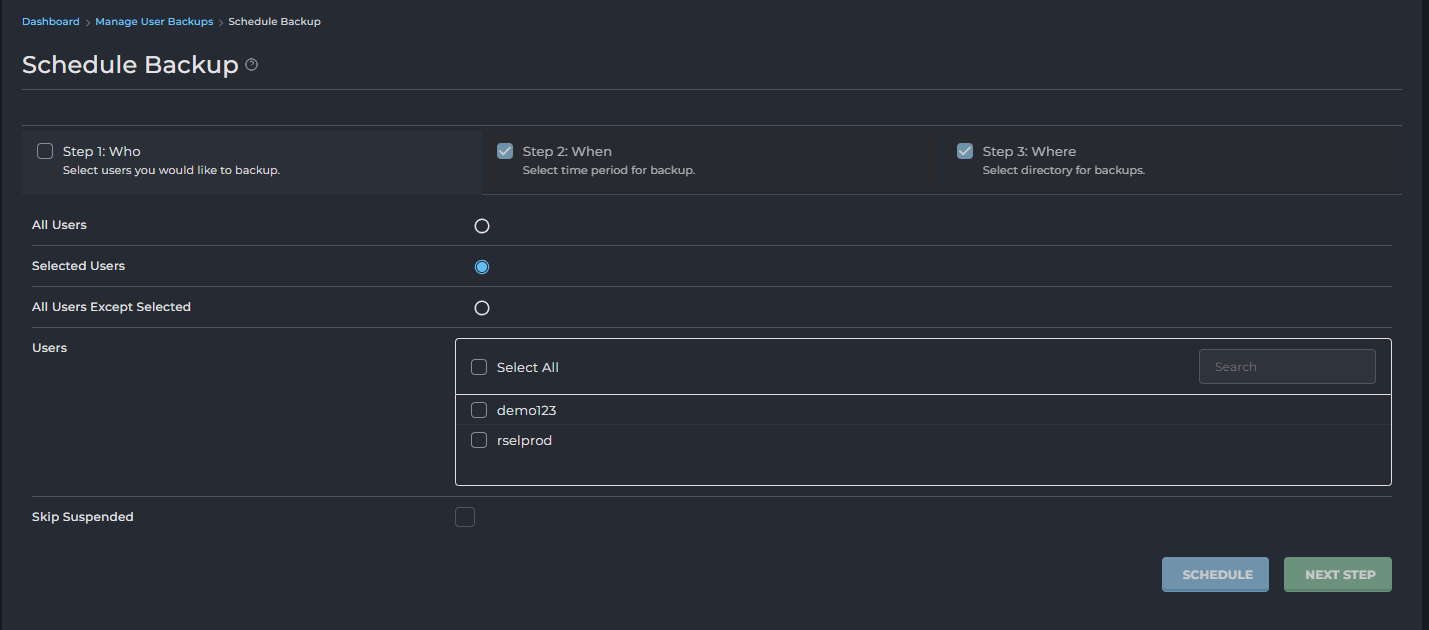 Dashboard > Manage User Backups > Schedule Backup
Schedule Backup ?
Step 1: Who
Select users you would like to backup.
Step 2: When
Select time period for backup.
Step 3: Where
Select directory for backups.
All Users
Selected Users
All Users Except Selected
Users
Select All
Search
demo123
rselprod
Skip Suspended
SCHEDULE
NEXT STEP